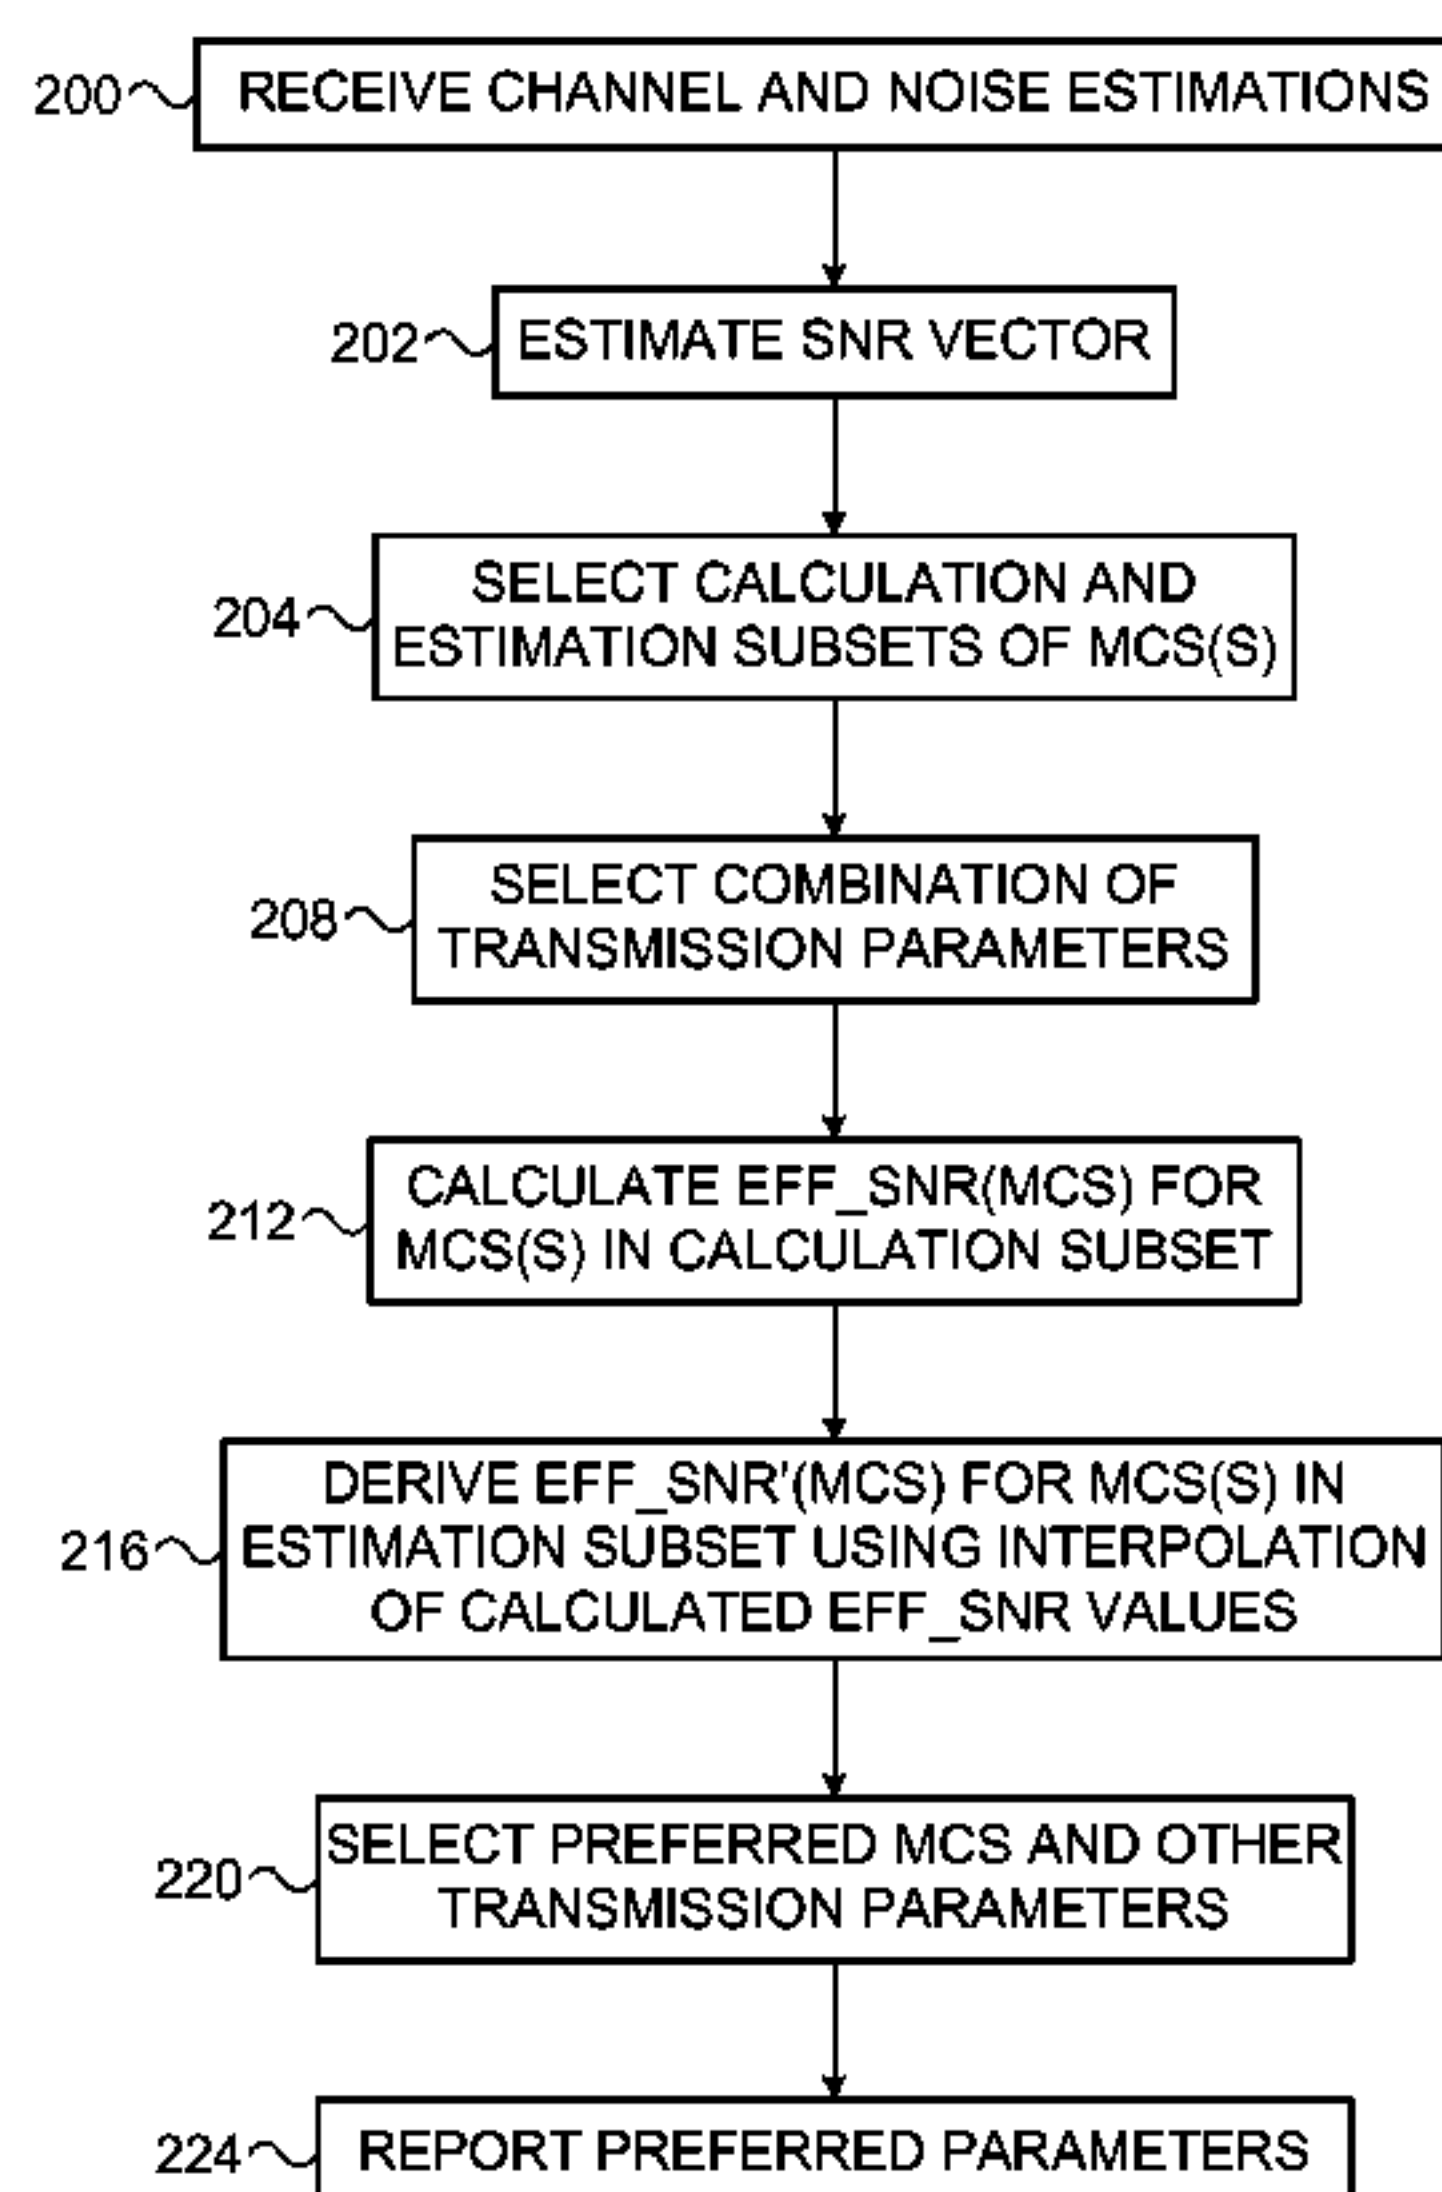 200 RECEIVE CHANNEL AND NOISE ESTIMATIONS
202 ESTIMATE SNR VECTOR
SELECT CALCULATION AND
204 ESTIMATION SUBSETS OF MCS(S)
SELECT COMBINATION OF
208 TRANSMISSION PARAMETERS
CALCULATE EFF_SNR(MCS) FOR
212 MCS(S) IN CALCULATION SUBSET
DERIVE EFF_SNR'(MCS) FOR MCS(S) IN
216 ESTIMATION SUBSET USING INTERPOLATION
OF CALCULATED EFF_SNR VALUES
SELECT PREFERRED MCS AND OTHER
220 TRANSMISSION PARAMETERS
224 REPORT PREFERRED PARAMETERS